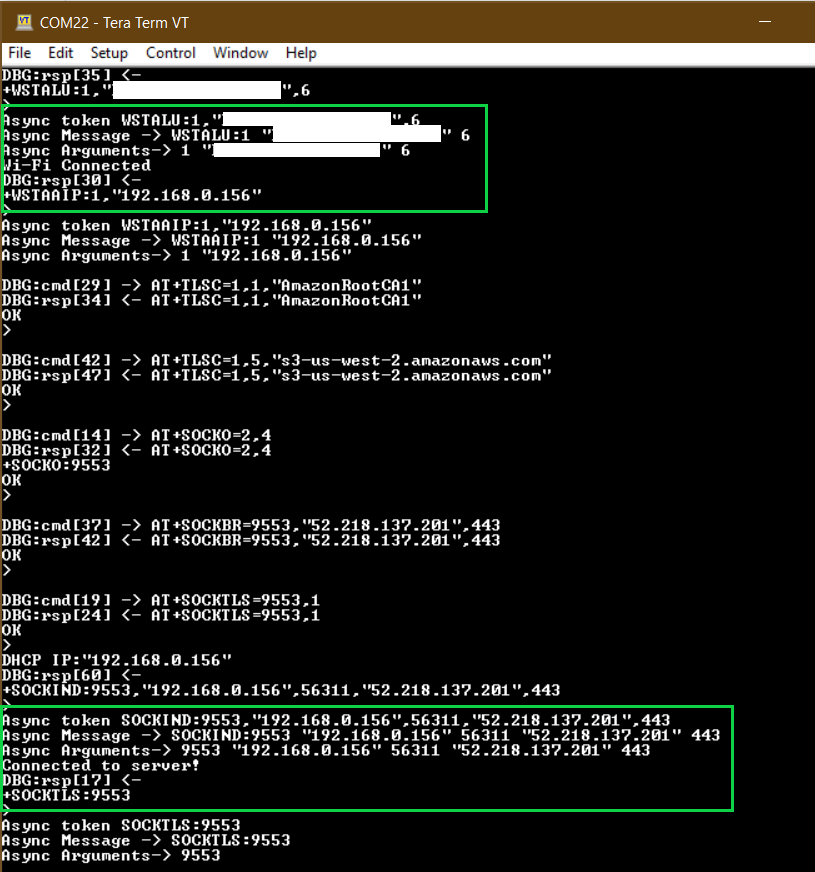 COM22 - Tera Term VT
File Edit Setup Control Window Help
DBG:rsp[35] <-
+WSTALU:1,"",6
>
Async token WSTALU:1,"",6
Async Message -> WSTALU:1 "" 6
Async Arguments-> 1 "" 6
Wi-Fi Connected
DBG:rsp[30] <-
+WSTAAIP:1,"192.168.0.156"
>
Async token WSTAAIP:1,"192.168.0.156"
Async Message -> WSTAAIP:1 "192.168.0.156"
Async Arguments-> 1 "192.168.0.156"
DBG:cmd[29] -> AT+TLSC=1,1,"AmazonRootCA1"
DBG:rsp[34] <- AT+TLSC=1,1,"AmazonRootCA1"
OK
>
DBG:cmd[42] -> AT+TLSC=1,5,"s3-us-west-2.amazonaws.com"
DBG:rsp[47] <- AT+TLSC=1,5,"s3-us-west-2.amazonaws.com"
OK
>
DBG:cmd[14] -> AT+SOCKO=2,4
DBG:rsp[32] <- AT+SOCKO=2,4
+SOCKO:9553
OK
>
DBG:cmd[37] -> AT+SOCKBR=9553,"52.218.137.201",443
DBG:rsp[42] <- AT+SOCKBR=9553,"52.218.137.201",443
OK
>
DBG:cmd[19] -> AT+SOCKTLS=9553,1
DBG:rsp[24] <- AT+SOCKTLS=9553,1
OK
>
DHCP IP:"192.168.0.156"
DBG:rsp[60] <-
+SOCKIND:9553,"192.168.0.156",56311,"52.218.137.201",443
>
Async token SOCKIND:9553,"192.168.0.156",56311,"52.218.137.201",443
Async Message -> SOCKIND:9553 "192.168.0.156" 56311 "52.218.137.201" 443
Async Arguments-> 9553 "192.168.0.156" 56311 "52.218.137.201" 443
Connected to server!
DBG:rsp[17] <-
+SOCKTLS:9553
>
Async token SOCKTLS:9553
Async Message -> SOCKTLS:9553
Async Arguments-> 9553